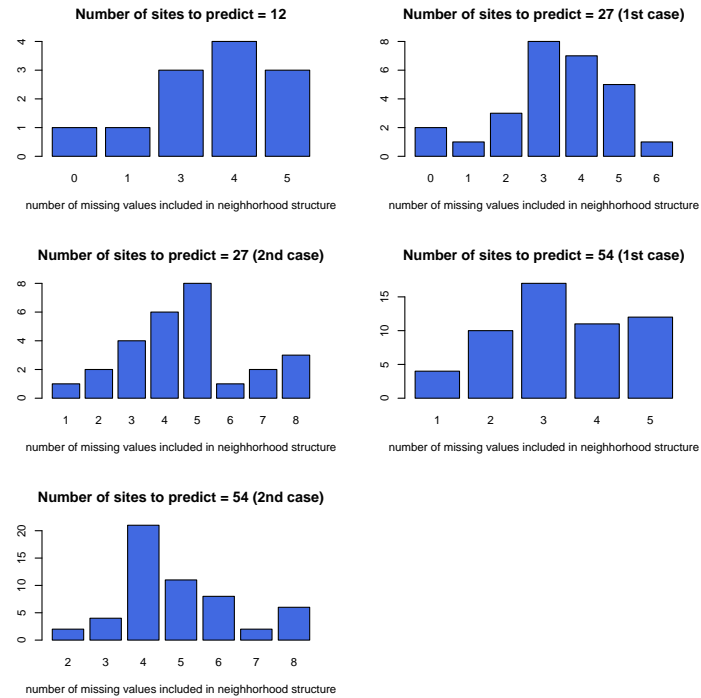 Number of sites to predict = 12
4
3
2
1
0
0 1 3 4 5
number of missing values included in neighhorhood structure
Number of sites to predict = 27 (1st case)
8
6
4
2
0
0 1 2 3 4 5 6
number of missing values included in neighhorhood structure
Number of sites to predict = 27 (2nd case)
8
6
4
2
0
1 2 3 4 5 6 7 8
number of missing values included in neighhorhood structure
Number of sites to predict = 54 (1st case)
15
10
5
0
1 2 3 4 5
number of missing values included in neighhorhood structure
Number of sites to predict = 54 (2nd case)
20
15
10
5
0
2 3 4 5 6 7 8
number of missing values included in neighhorhood structure